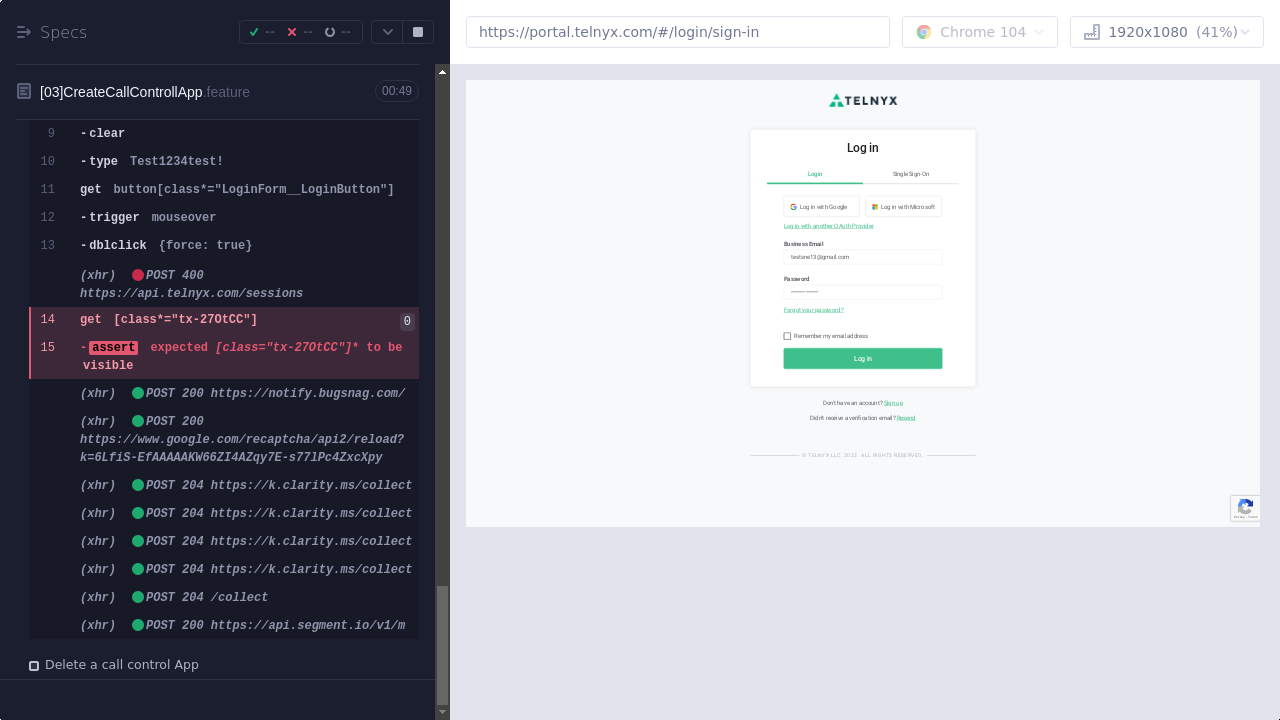 Specs
--
--
--
https://portal.telnyx.com/#/login/sign-in
Chrome 104
1920x1080 (41%)
[03]CreateCallControllApp.feature
00:49
9 -clear
10 -type Test1234test!
11 get button[class="LoginForm__LoginButton"]
12 -trigger mouseover
13 -dblclick {force: true}
(xhr) POST 400
https://api.telnyx.com/sessions
14 get [class="tx-27OtCC"] 0
15 -assert expected [class="tx-27OtCC"] to be
visible
(xhr) POST 200 https://notify.bugsnag.com/
https://www.google.com/recaptcha/api2/reload?
(xhr) POST 204 https://k.clarity.ms/collect
(xhr) POST 204 https://k.clarity.ms/collect
(xhr) POST 204 https://k.clarity.ms/collect
(xhr) POST 204 https://k.clarity.ms/collect
(xhr) POST 204 /collect
(xhr) POST 200 https://api.segment.io/v1/m
Delete a call control App
TELNYX
Log in
Login
Single Sign-On
Log in with Google
Log in with Microsoft
Log in with another OAuth Provider
Business Email
testsne13@gmail.com
Password
Forgot your password?
Remember my email address
Log in
Don't have an account? Sign up
Didn't receive a verification email? Resend
© TELNYX LLC, 2022. ALL RIGHTS RESERVED.
Privacy - Terms